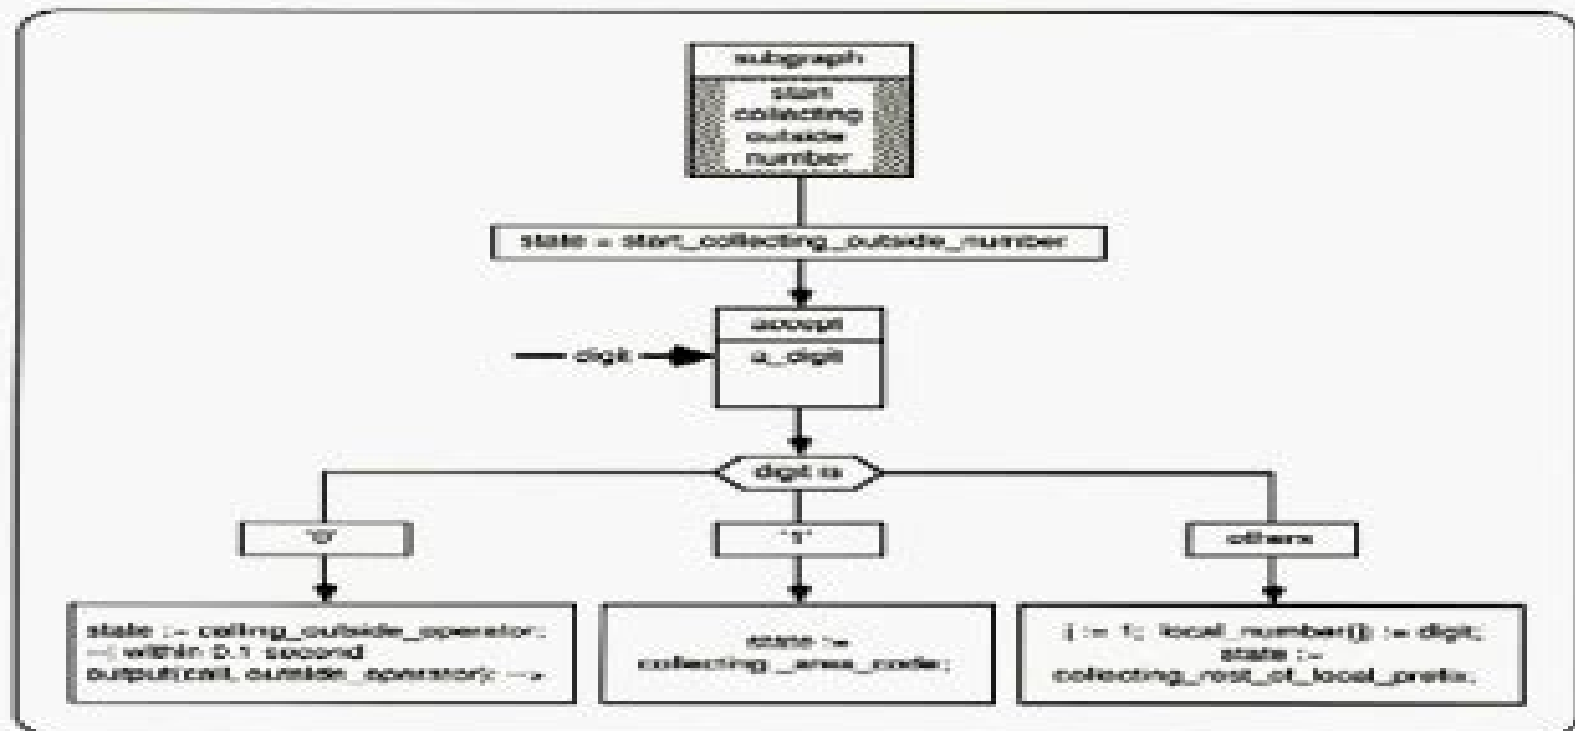 subgraph
start
collecting
outside
number
state = start_collecting_outside_number
accept
digit
a_digit
digit is
'0'
'1'
others
state := calling_outside_operator;
within 0.1 second
output(call, outside_operator);
state :=
collecting_area_code;
j := 1; local_number(j) := digit;
state :=
collecting_rest_of_local_prefix;